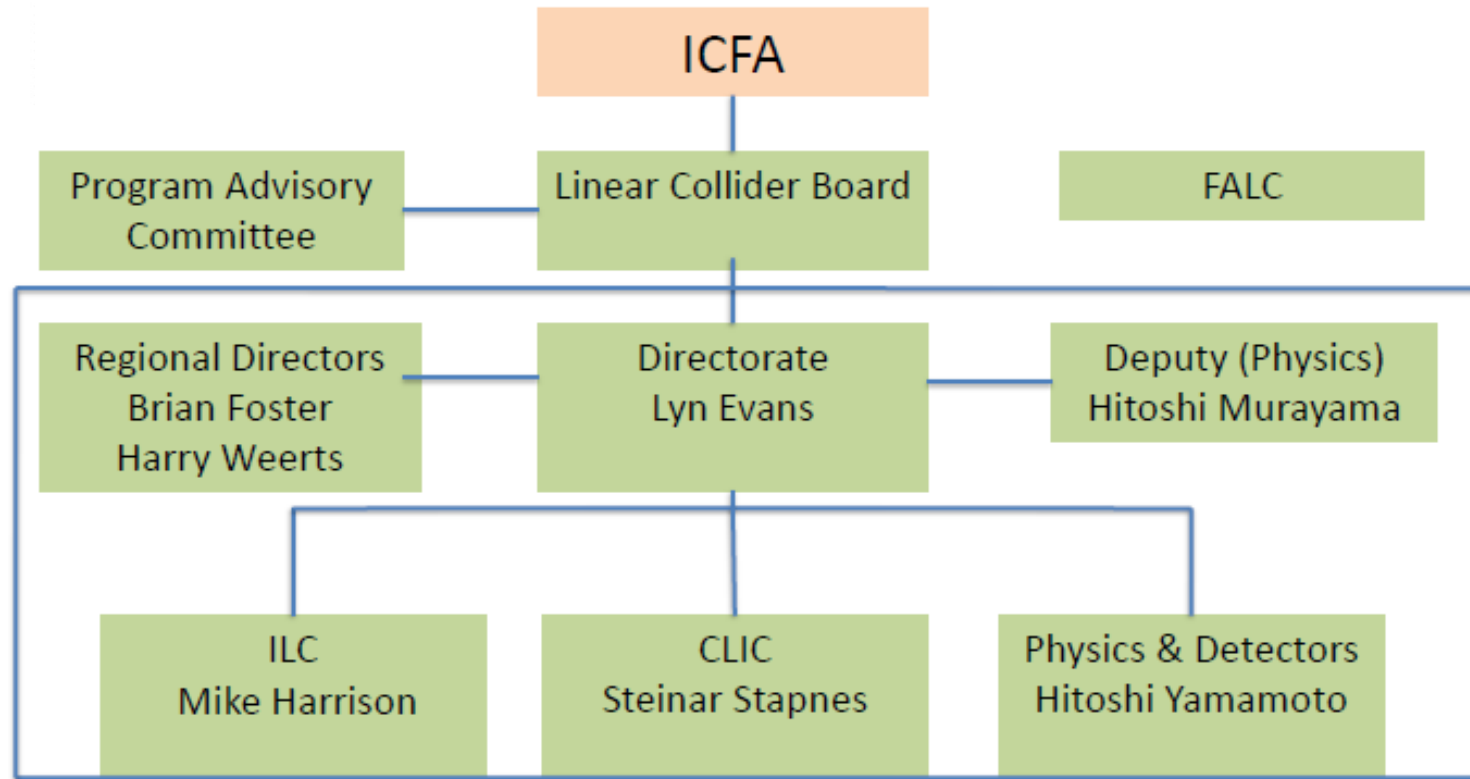 ICFA
Program Advisory
Committee
Linear Collider Board
FALC
Regional Directors
Brian Foster
Harry Weerts
Directorate
Lyn Evans
Deputy (Physics)
Hitoshi Murayama
ILC
Mike Harrison
CLIC
Steinar Stapnes
Physics & Detectors
Hitoshi Yamamoto